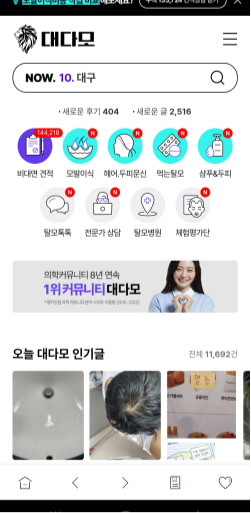 대다모
NOW. 10. 대구
· 새로운 후기 404 · 새로운 글 2,516
144,218 N N N N
비대면 견적 모발이식 헤어.두피문신 먹는탈모 샴푸&두피
N N N
탈모톡톡 전문가 상담 탈모병원 체험평가단
의학커뮤니티 8년 연속
1위 커뮤니티 대다모
오늘 대다모 인기글 전체 11,692건